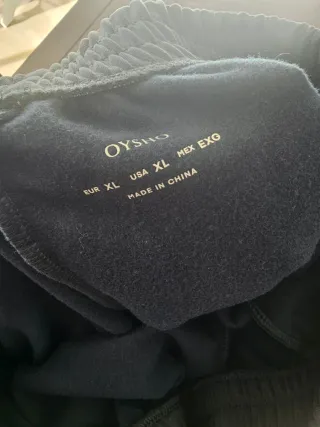 OYSHO
EUR XL USA XL MEX EXG
MADE IN CHINA